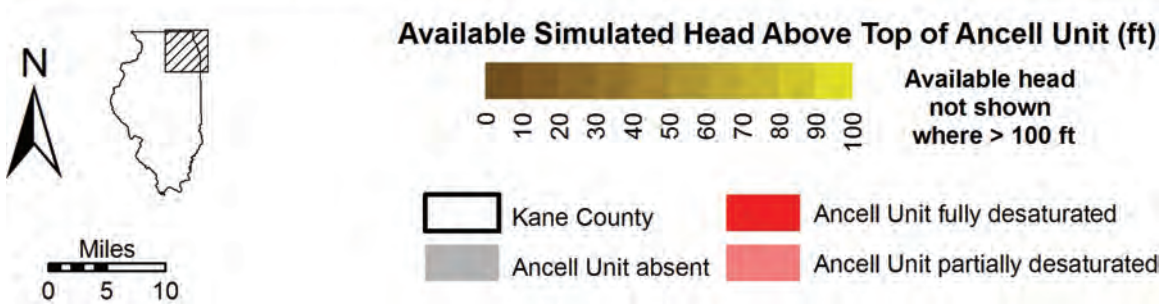 Available Simulated Head Above Top of Ancell Unit (ft)
N
0 10 20 30 40 50 60 70 80 90 100
Available head
not shown
where > 100 ft
Kane County
Ancell Unit fully desaturated
Ancell Unit absent
Ancell Unit partially desaturated
Miles
0 5 10